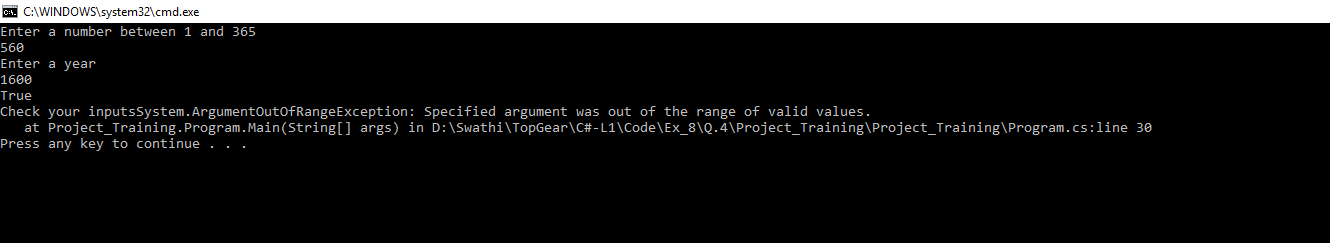 C:\WINDOWS\system32\cmd.exe
Enter a number between 1 and 365
560
Enter a year
1600
True
Check your inputsSystem.ArgumentOutOfRangeException: Specified argument was out of the range of valid values.
   at Project_Training.Program.Main(String[] args) in D:\Swathi\TopGear\C#-L1\Code\Ex_8\Q.4\Project_Training\Project_Training\Program.cs:line 30
Press any key to continue . . .